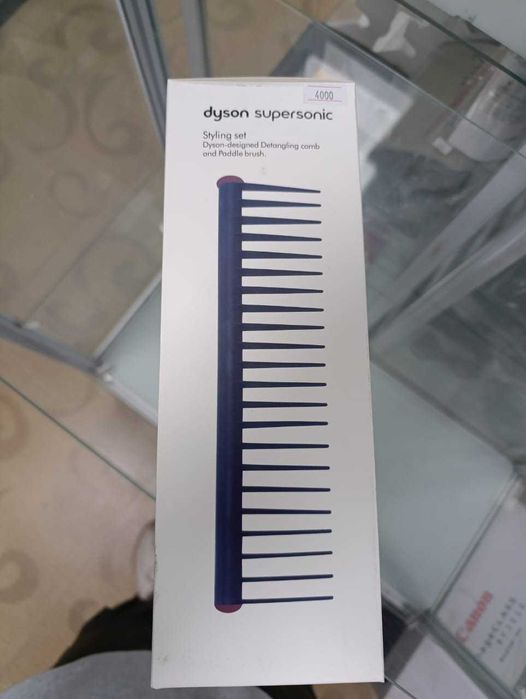 4000
dyson supersonic
Styling set
Dyson-designed Detangling comb
and Paddle brush.
Canon